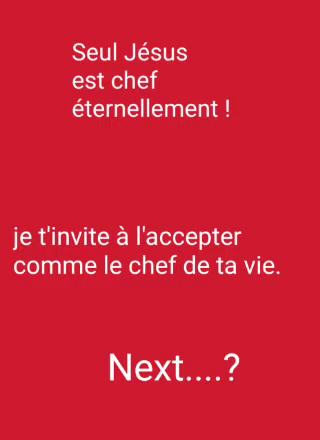 Seul Jésus
est chef
éternellement !
je t'invite à l'accepter
comme le chef de ta vie.
Next....?